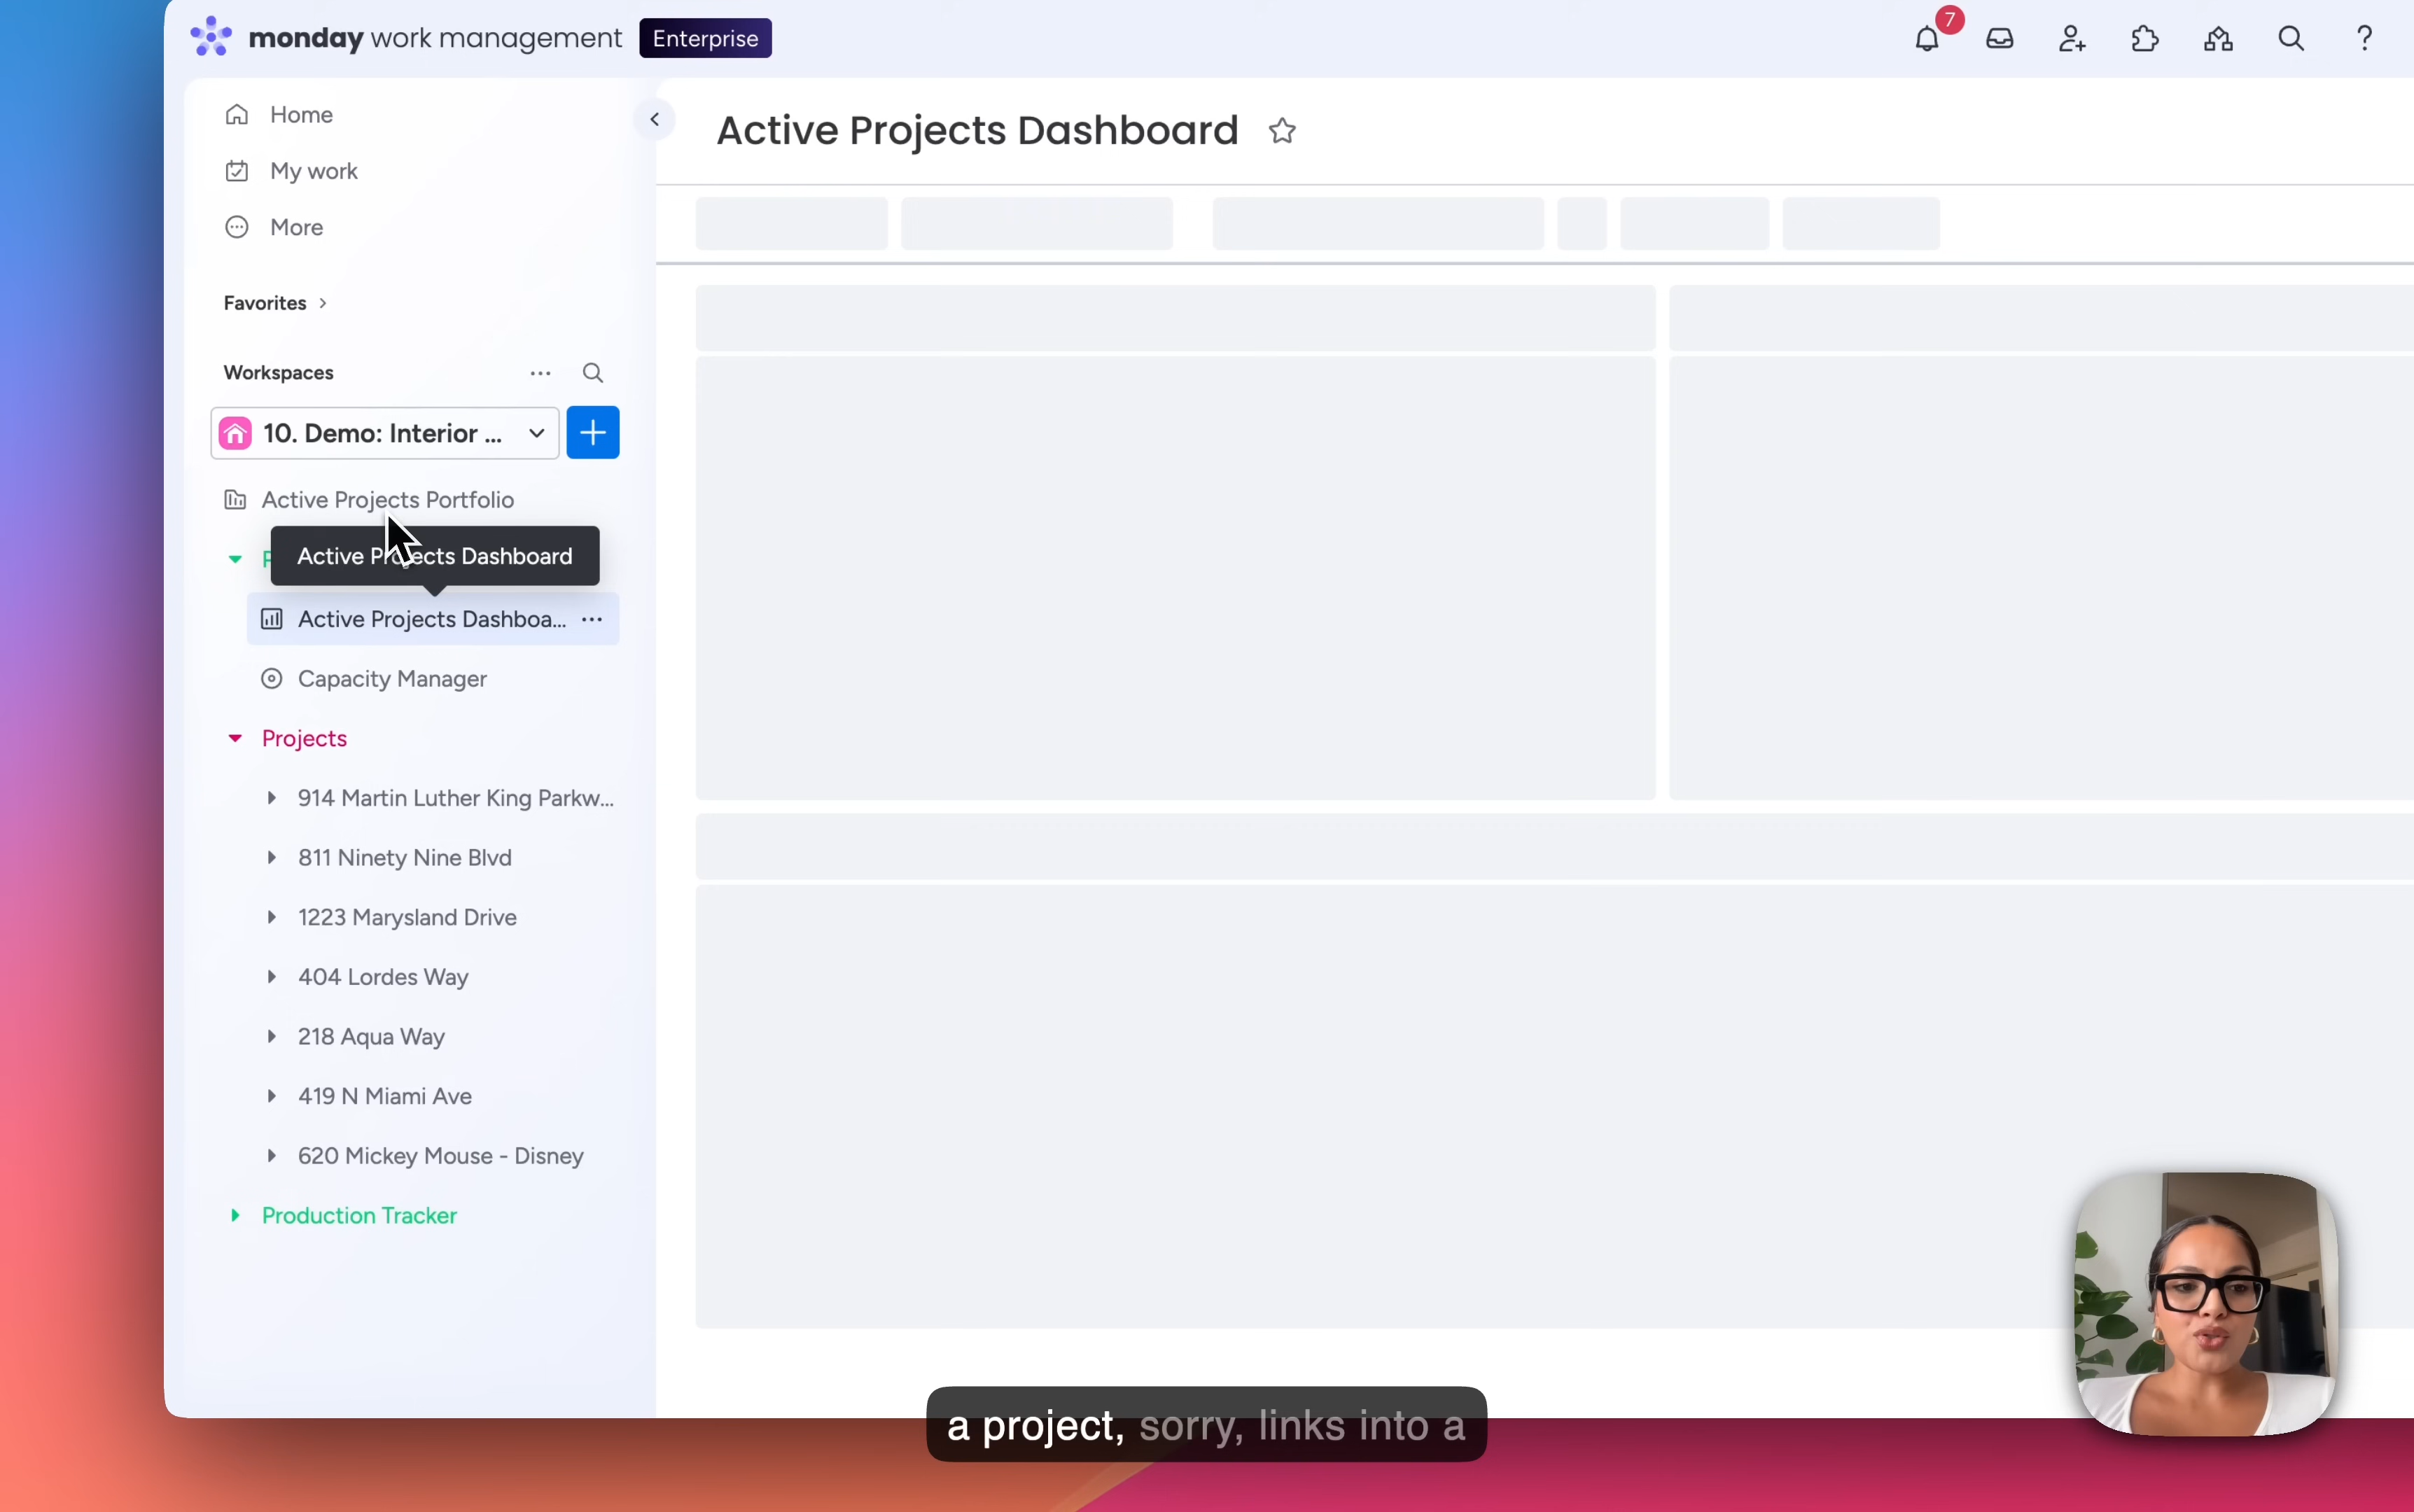 monday work management Enterprise
7
Home
My work
More
Favorites
Workspaces
10. Demo: Interior ...
Active Projects Portfolio
Active Projects Dashboard
Active Projects Dashboa...
Capacity Manager
Projects
914 Martin Luther King Parkw...
811 Ninety Nine Blvd
1223 Marysland Drive
404 Lordes Way
218 Aqua Way
419 N Miami Ave
620 Mickey Mouse - Disney
Production Tracker
Active Projects Dashboard
a project, sorry, links into a